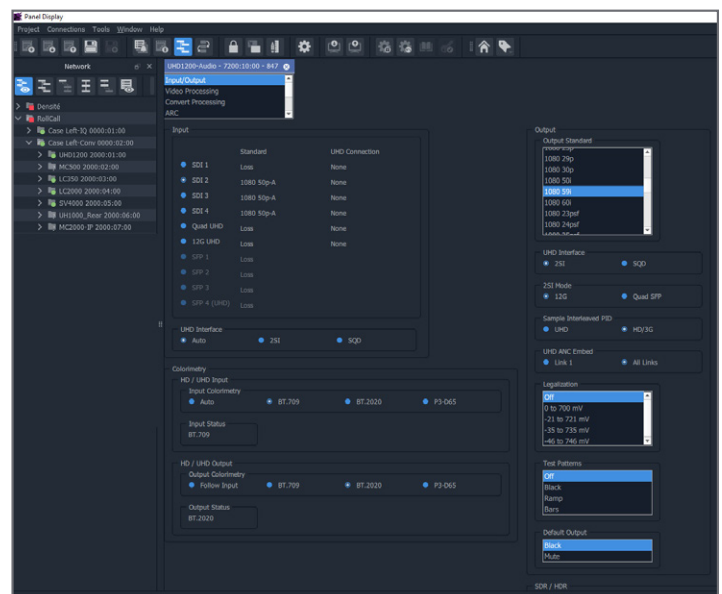 Panel Display
Project Connections Tools Window Help
Network
UHD1200-Audio - 7200:10:00 - 847
Input/Output
Video Processing
Convert Processing
ARC
Densité
RollCall
Case Left-IQ 0000:01:00
Case Left-Conv 0000:02:00
UHD1200 2000:01:00
MC500 2000:02:00
LC350 2000:03:00
LC2000 2000:04:00
SV4000 2000:05:00
UH1000_Rear 2000:06:00
MC2000-IP 2000:07:00
Input
Standard UHD Connection
SDI 1 Loss None
SDI 2 1080 50p-A None
SDI 3 1080 50p-A None
SDI 4 1080 50p-A None
Quad UHD Loss None
12G UHD Loss None
SFP 1 Loss
SFP 2 Loss
SFP 3 Loss
SFP 4 (UHD) Loss
UHD Interface
Auto 2SI SQD
Colorimetry
HD / UHD Input
Input Colorimetry
Auto BT.709 BT.2020 P3-D65
Input Status
BT.709
HD / UHD Output
Output Colorimetry
Follow Input BT.709 BT.2020 P3-D65
Output Status
BT.2020
Output
Output Standard
1080 29p
1080 30p
1080 50i
1080 59i
1080 60i
1080 23psf
1080 24psf
UHD Interface
2SI SQD
2SI Mode
12G Quad SFP
Sample Interleaved PID
UHD HD/3G
UHD ANC Embed
Link 1 All Links
Legalization
Off
0 to 700 mV
-21 to 721 mV
-35 to 735 mV
-46 to 746 mV
Test Patterns
Off
Black
Ramp
Bars
Default Output
Black
Mute
SDR / HDR